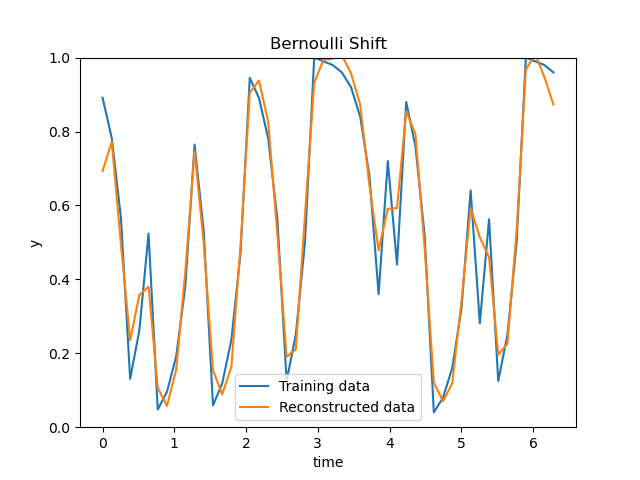 Bernoulli Shift
1.0
0.8
0.6
0.4
0.2
0.0
y
Training data
Reconstructed data
0 1 2 3 4 5 6
time